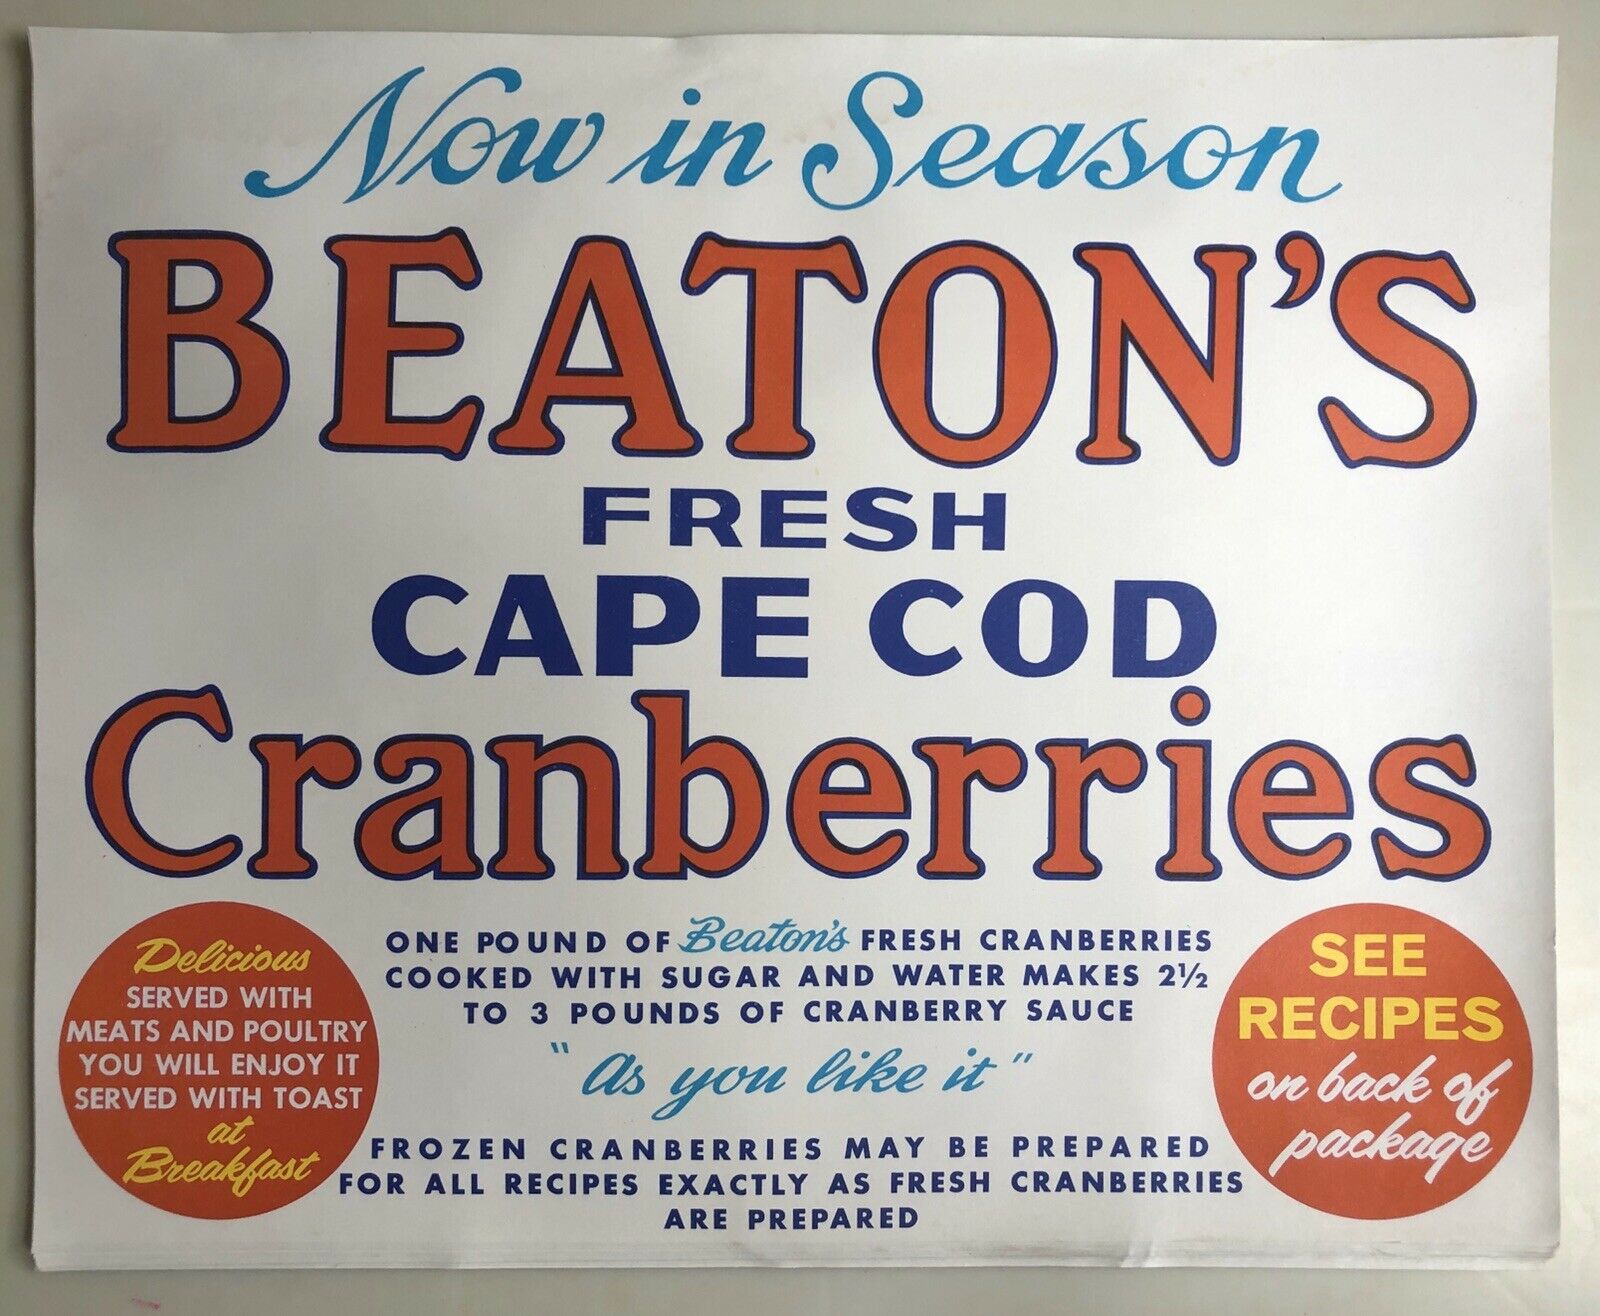 Now in Season
BEATON'S
FRESH
CAPE COD
Cranberries
Delicious
SERVED WITH
MEATS AND POULTRY
YOU WILL ENJOY IT
SERVED WITH TOAST
at
Breakfast
ONE POUND OF Beaton's FRESH CRANBERRIES
COOKED WITH SUGAR AND WATER MAKES 2½
TO 3 POUNDS OF CRANBERRY SAUCE
"As you like it"
FROZEN CRANBERRIES MAY BE PREPARED
FOR ALL RECIPES EXACTLY AS FRESH CRANBERRIES
ARE PREPARED
SEE
RECIPES
on back of
package